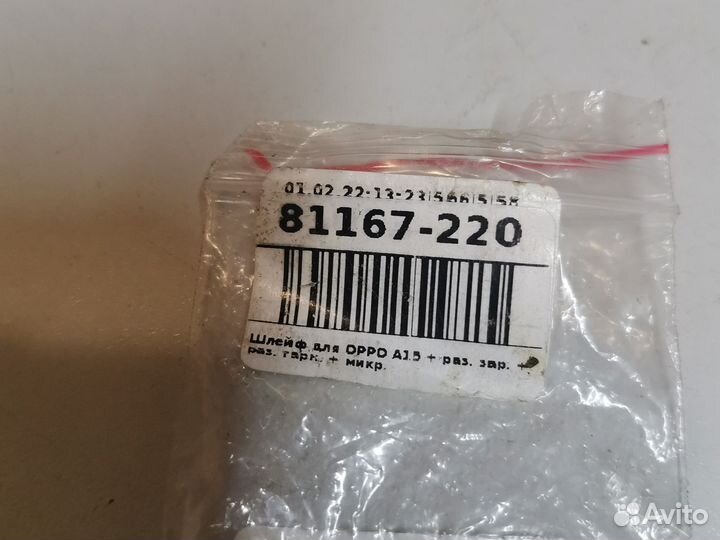 01.02.22-13-23|566|5|58
81167-220
Шлейф для OPPO A15 + раз. зар. +
раз. гарн. + микр.
Avito